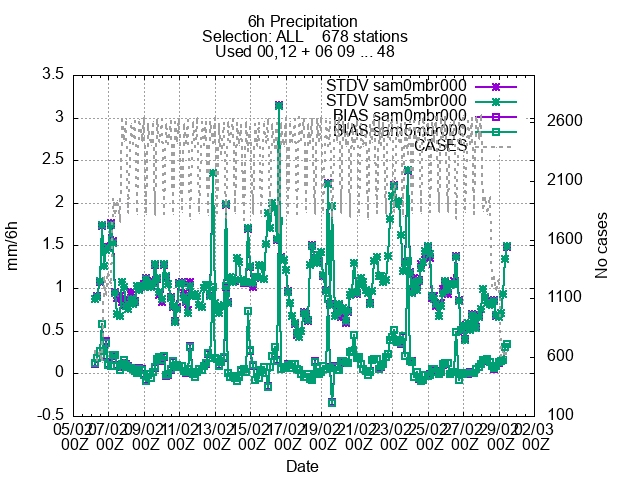 6h Precipitation
Selection: ALL 678 stations
Used 00,12 + 06 09 ... 48
3.5
3
2.5
2
1.5
1
0.5
0
-0.5
mm/6h
STDV sam0mbr000
STDV sam5mbr000
BIAS sam0mbr000
BIAS sam5mbr000
CASES
2600
2100
1600
1100
600
100
No cases
05/02 07/02 09/02 11/02 13/02 15/02 17/02 19/02 21/02 23/02 25/02 27/02 29/02 02/03
00Z 00Z 00Z 00Z 00Z 00Z 00Z 00Z 00Z 00Z 00Z 00Z 00Z 00Z
Date